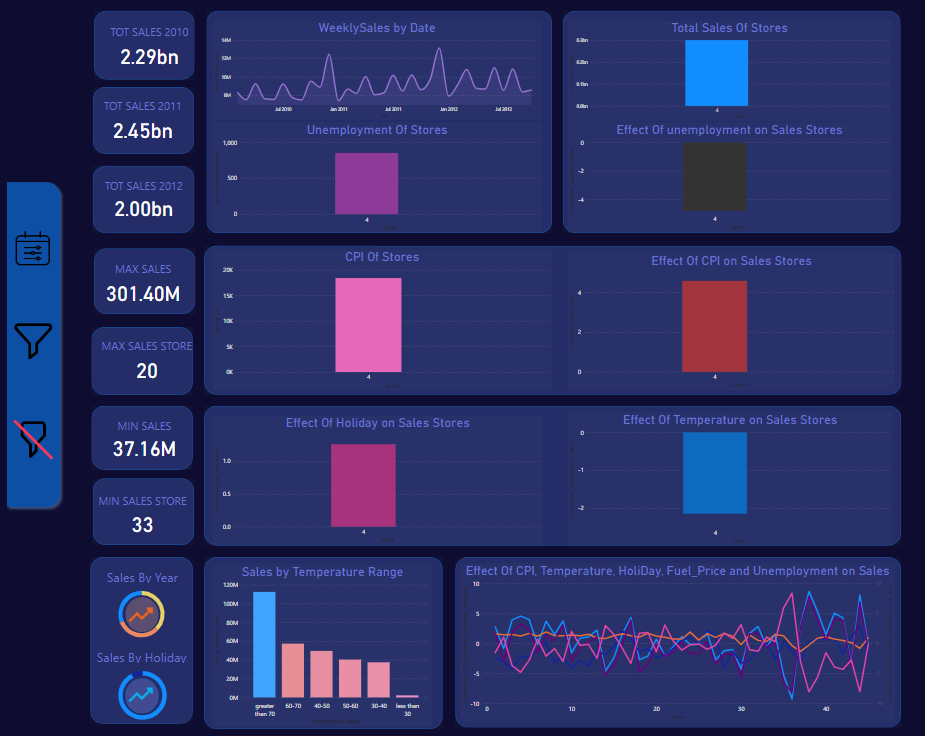 TOT SALES 2010
2.29bn
TOT SALES 2011
2.45bn
TOT SALES 2012
2.00bn
MAX SALES
301.40M
MAX SALES STORE
20
MIN SALES
37.16M
MIN SALES STORE
33
Sales By Year
Sales By Holiday
WeeklySales by Date
14M
12M
10M
8M
Jul 2010
Jan 2011
Jul 2011
Jan 2012
Jul 2012
Unemployment Of Stores
1,000
500
0
4
Total Sales Of Stores
0.2bn
0.1bn
0.0bn
4
Effect Of unemployment on Sales Stores
0
-2
-4
4
CPI Of Stores
20K
15K
10K
5K
0K
4
Effect Of CPI on Sales Stores
4
2
0
4
Effect Of Holiday on Sales Stores
1.0
0.5
0.0
4
Effect Of Temperature on Sales Stores
0
-1
-2
4
Sales by Temperature Range
120M
100M
80M
60M
40M
20M
0M
greater
than 70
60-70
40-50
50-60
30-40
less than
30
Effect Of CPI, Temperature, HoliDay, Fuel_Price and Unemployment on Sales
10
5
0
-5
-10
0
10
20
30
40